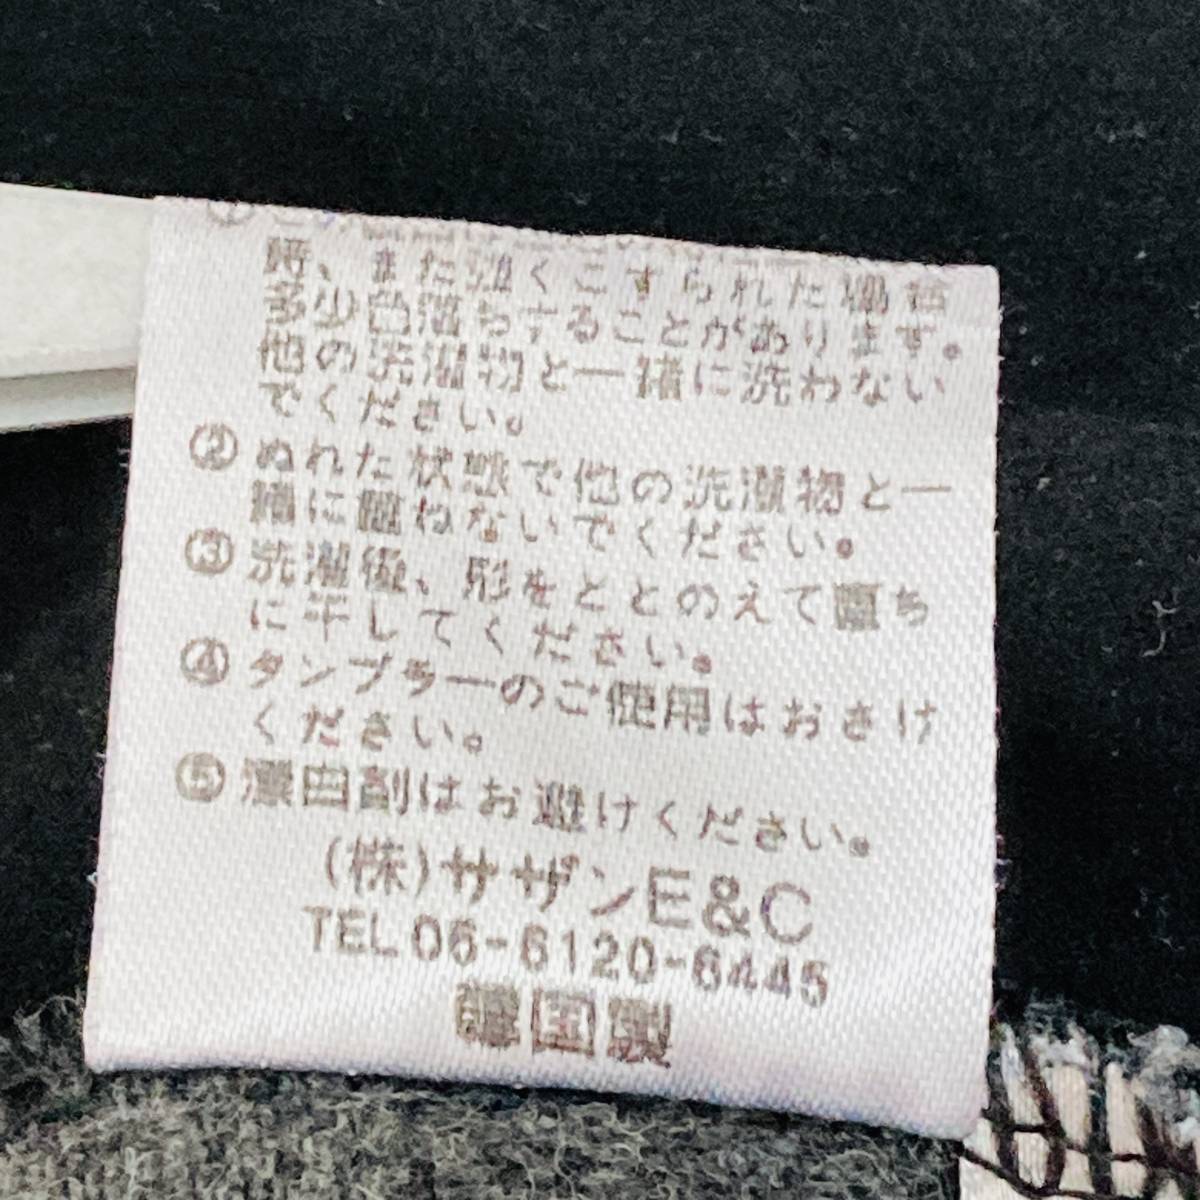 時、また強くこすられた場合
多少色落ちすることがあります。
他の洗濯物と一緒に洗わない
でください。
② ぬれた状態で他の洗濯物と一
緒に重ねないでください。
③ 洗濯後、形をととのえて直ち
に干してください。
④ タンブラーのご使用はおさけ
ください。
⑤ 漂白剤はお避けください。
(株)サザンE&C
TEL 06-6120-6445
韓国製